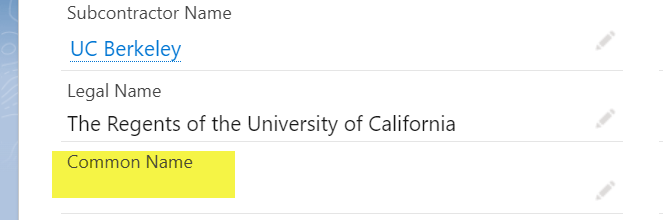 Subcontractor Name
UC Berkeley
Legal Name
The Regents of the University of California
Common Name